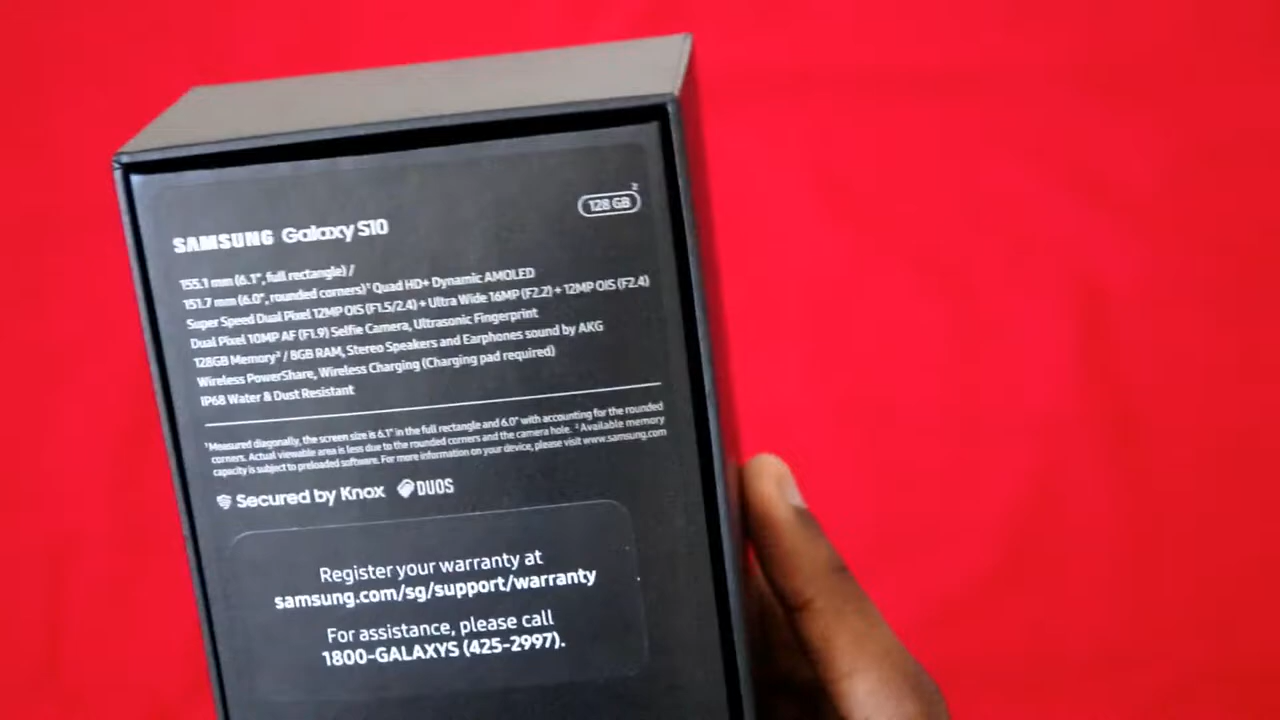 SAMSUNG Galaxy S10
128 GB²
155.1 mm (6.1", full rectangle) /
151.7 mm (6.0", rounded corners)¹ Quad HD+ Dynamic AMOLED
Super Speed Dual Pixel 12MP OIS (F1.5/2.4) + Ultra Wide 16MP (F2.2) + 12MP OIS (F2.4)
Dual Pixel 10MP AF (F1.9) Selfie Camera, Ultrasonic Fingerprint
128GB Memory² / 8GB RAM, Stereo Speakers and Earphones sound by AKG
Wireless PowerShare, Wireless Charging (Charging pad required)
IP68 Water & Dust Resistant
¹Measured diagonally, the screen size is 6.1" in the full rectangle and 6.0" with accounting for the rounded
corners. Actual viewable area is less due to the rounded corners and the camera hole. ²Available memory
capacity is subject to preloaded software. For more information on your device, please visit www.samsung.com
Secured by Knox DUOS
Register your warranty at
samsung.com/sg/support/warranty
For assistance, please call
1800-GALAXYS (425-2997).